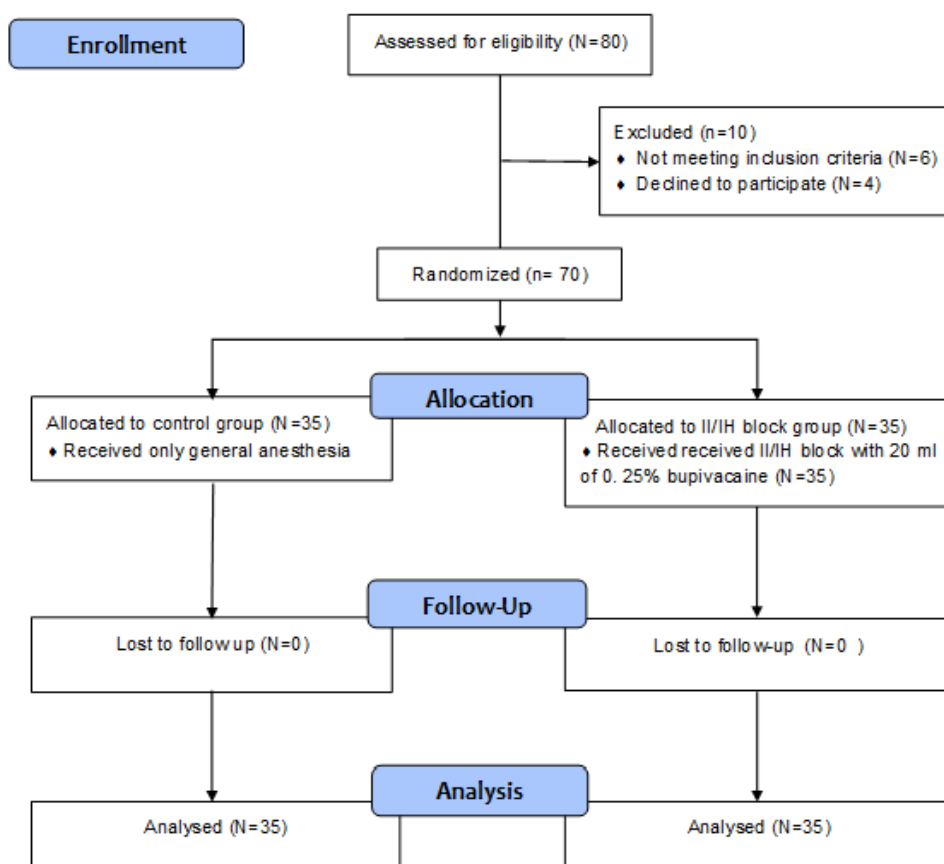 Enrollment
Assessed for eligibility (N=80)
Excluded (n=10)
♦ Not meeting inclusion criteria (N=6)
♦ Declined to participate (N=4)
Randomized (n= 70)
Allocation
Allocated to control group (N=35)
♦ Received only general anesthesia
Allocated to II/IH block group (N=35)
♦ Received received II/IH block with 20 ml
of 0. 25% bupivacaine (N=35)
Follow-Up
Lost to follow up (N=0)
Lost to follow-up (N=0 )
Analysis
Analysed (N=35)
Analysed (N=35)